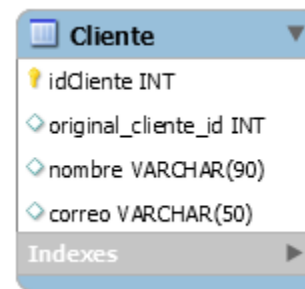 Cliente
idCliente INT
original_cliente_id INT
nombre VARCHAR(90)
correo VARCHAR(50)
Indexes